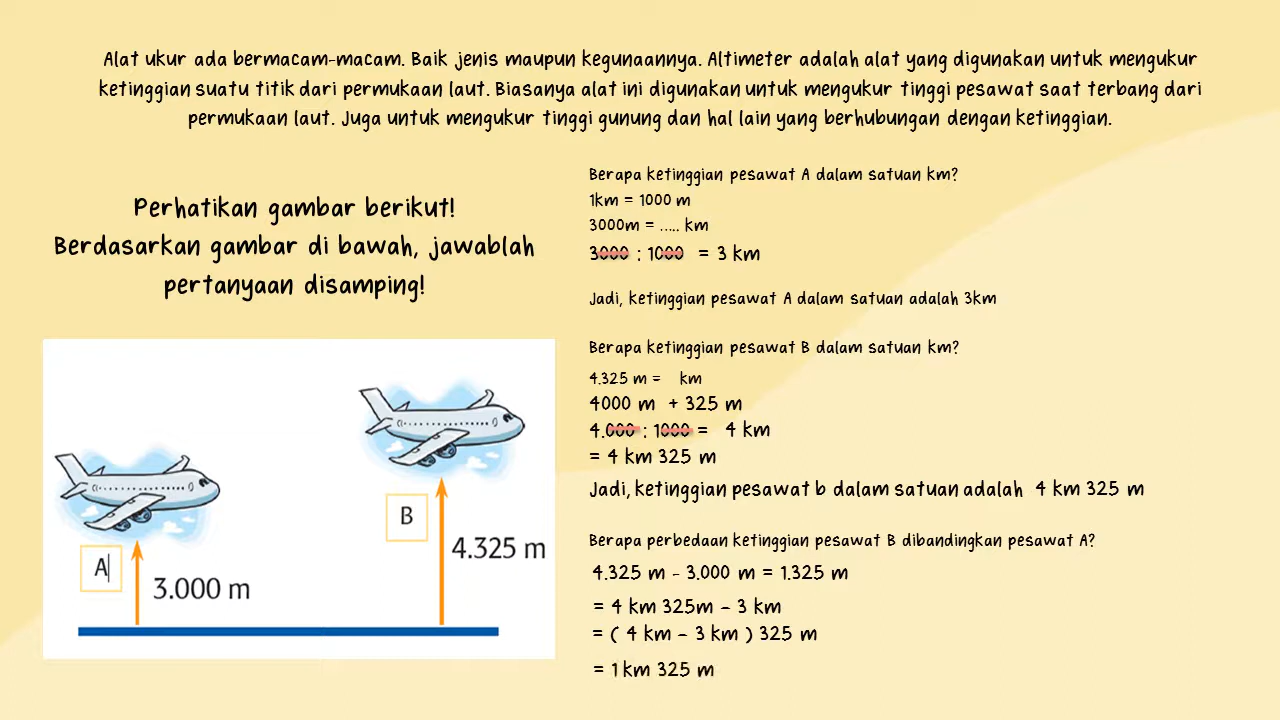 Alat ukur ada bermacam-macam. Baik jenis maupun kegunaannya. Altimeter adalah alat yang digunakan untuk mengukur
ketinggian suatu titik dari permukaan laut. Biasanya alat ini digunakan untuk mengukur tinggi pesawat saat terbang dari
permukaan laut. Juga untuk mengukur tinggi gunung dan hal lain yang berhubungan dengan ketinggian.
Perhatikan gambar berikut!
Berdasarkan gambar di bawah, jawablah
pertanyaan disamping!
A
3.000 m
B
4.325 m
Berapa ketinggian pesawat A dalam satuan km?
1km = 1000 m
3000m = ..... km
3000 : 1000 = 3 km
Jadi, ketinggian pesawat A dalam satuan adalah 3km
Berapa ketinggian pesawat B dalam satuan km?
4.325 m = km
4000 m + 325 m
4.000 : 1000 = 4 km
= 4 km 325 m
Jadi, ketinggian pesawat b dalam satuan adalah 4 km 325 m
Berapa perbedaan ketinggian pesawat B dibandingkan pesawat A?
4.325 m - 3.000 m = 1.325 m
= 4 km 325m - 3 km
= ( 4 km - 3 km ) 325 m
= 1 km 325 m